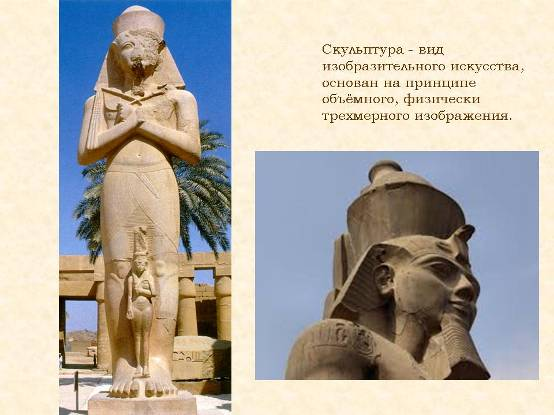 Скульптура - вид
изобразительного искусства,
основан на принципе
объёмного, физически
трехмерного изображения.